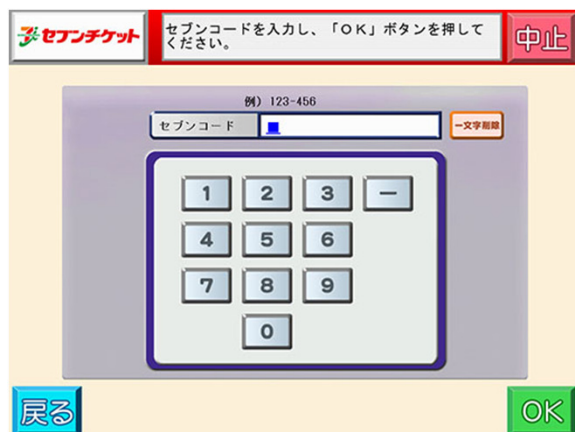 セブンチケット
セブンコードを入力し、「OK」ボタンを押して
ください。
中止
例) 123-456
セブンコード
一文字削除
1 2 3 ー
4 5 6
7 8 9
0
戻る
OK